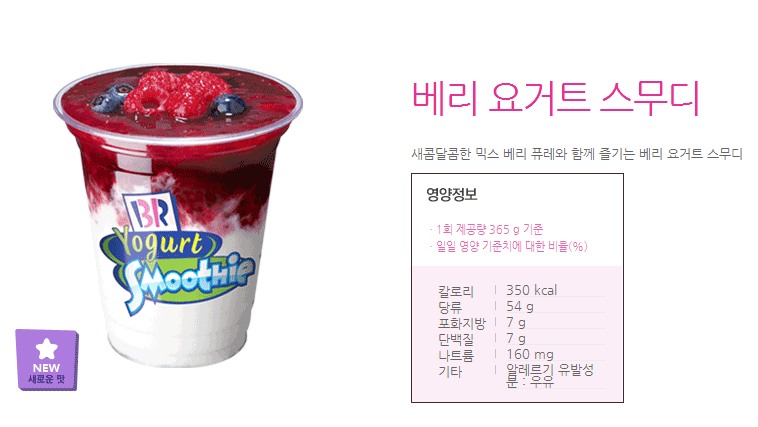 베리 요거트 스무디
새콤달콤한 믹스 베리 퓨레와 함께 즐기는 베리 요거트 스무디
영양정보
· 1회 제공량 365 g 기준
· 일일 영양 기준치에 대한 비율(%)
칼로리 350 kcal
당류 54 g
포화지방 7 g
단백질 7 g
나트륨 160 mg
기타 알레르기 유발성
분 : 우유
BR
Yogurt
Smoothie
NEW
새로운 맛